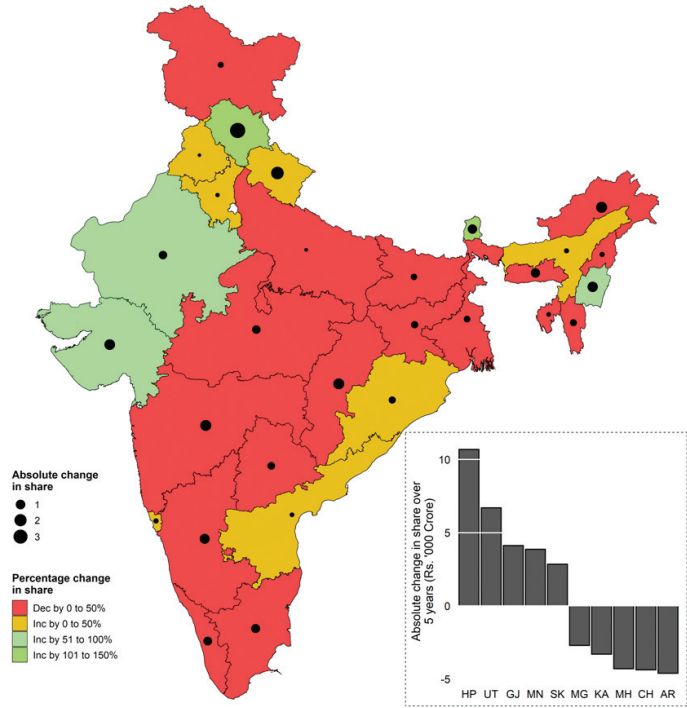 Absolute change
in share
1
2
3
Percentage change
in share
Dec by 0 to 50%
Inc by 0 to 50%
Inc by 51 to 100%
Inc by 101 to 150%
Absolute change in share over
5 years (Rs. '000 Crore)
10
5
0
-5
HP UT GJ MN SK MG KA MH CH AR